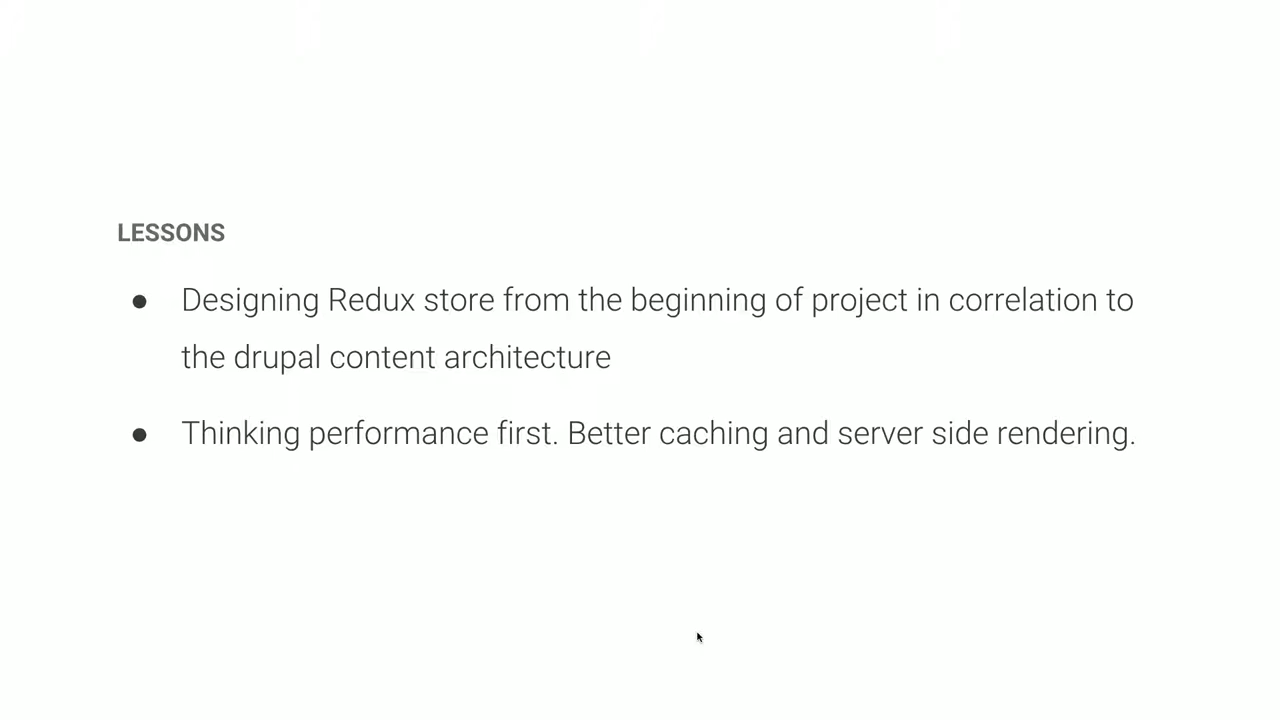 LESSONS
● Designing Redux store from the beginning of project in correlation to
the drupal content architecture
● Thinking performance first. Better caching and server side rendering.